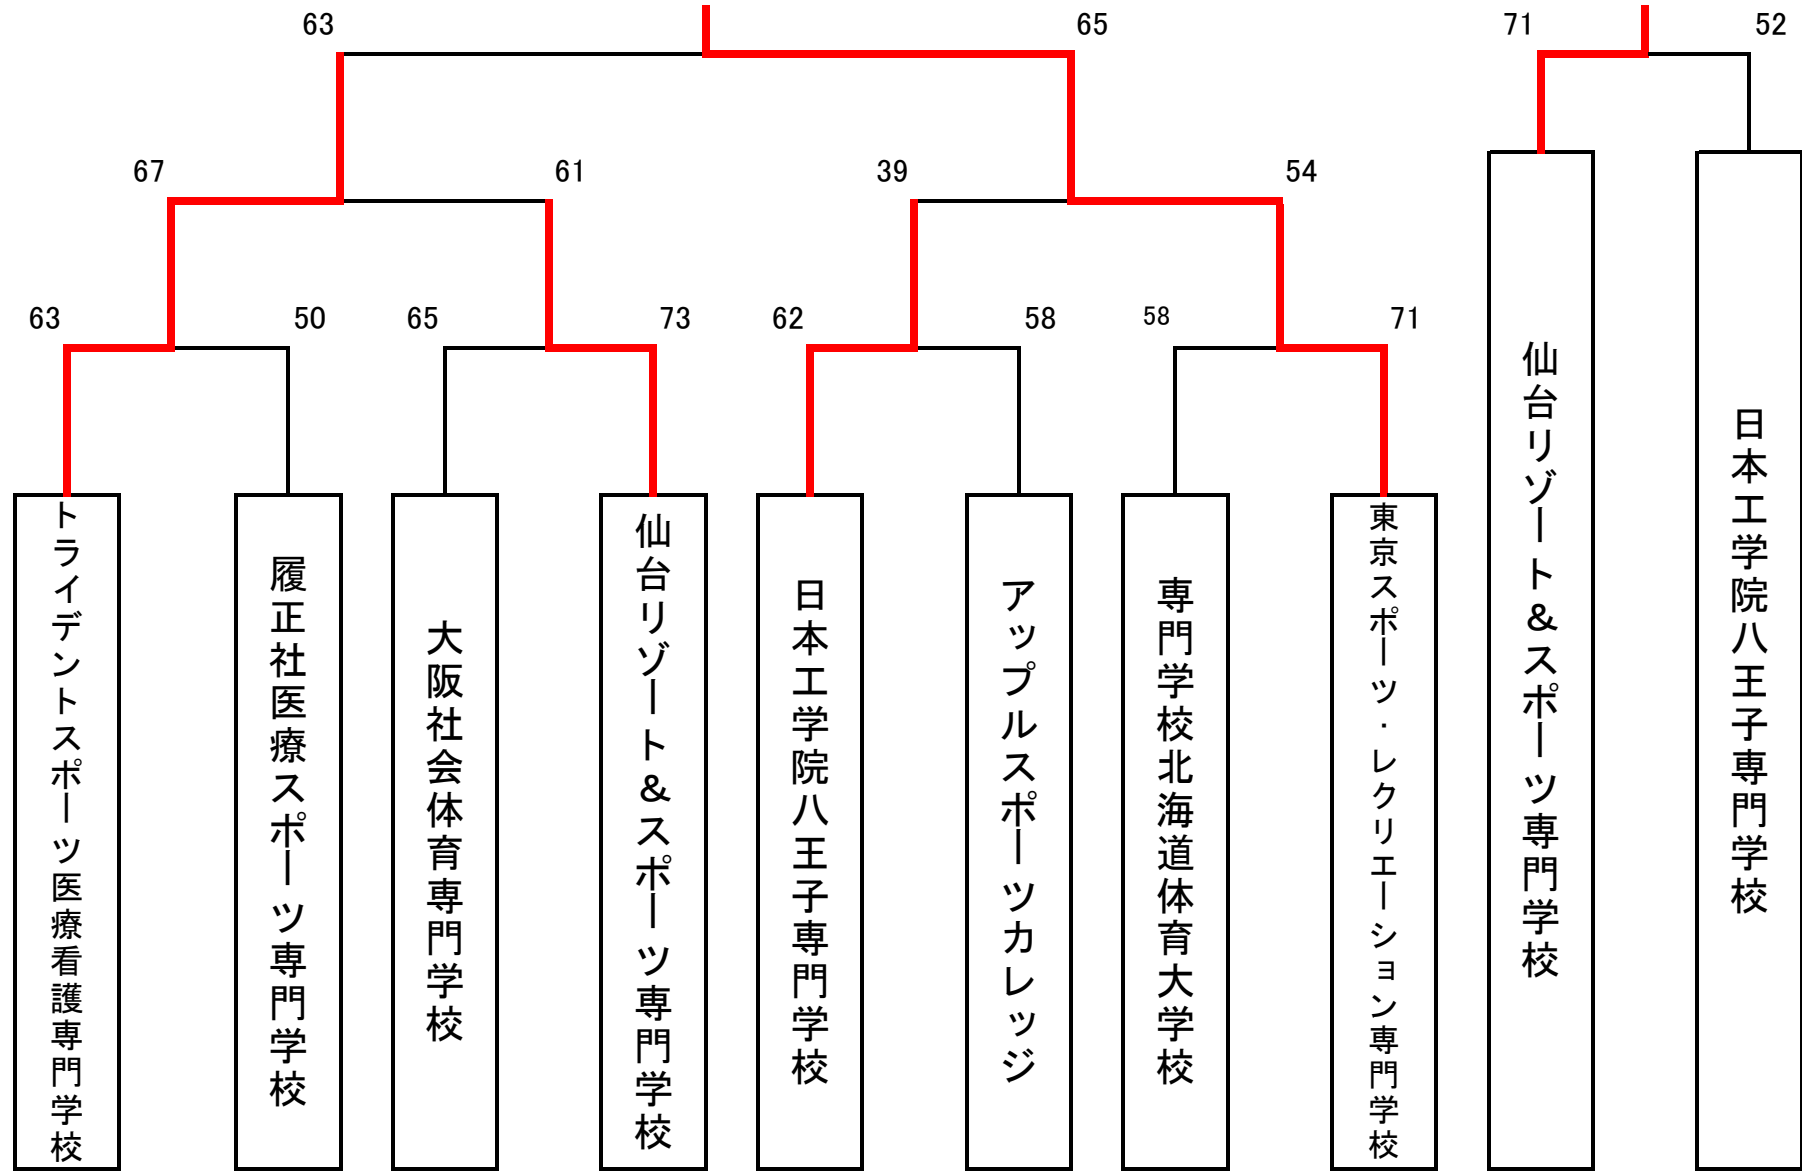 63
65
71
52
67
61
39
54
63
50
65
73
62
58
58
71
トライデントスポーツ医療看護専門学校
履正社医療スポーツ専門学校
大阪社会体育専門学校
仙台リゾート＆スポーツ専門学校
日本工学院八王子専門学校
アップルスポーツカレッジ
専門学校北海道体育大学校
東京スポーツ・レクリエーション専門学校
仙台リゾート＆スポーツ専門学校
日本工学院八王子専門学校